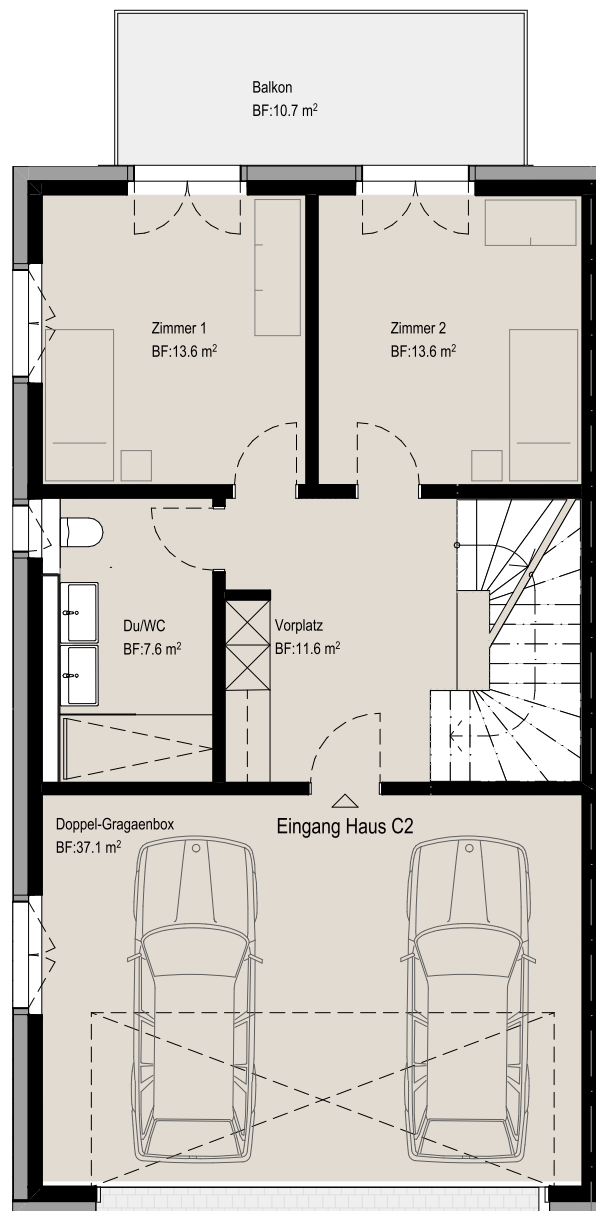 Balkon
BF:10.7 m²
Zimmer 1
BF:13.6 m²
Zimmer 2
BF:13.6 m²
Du/WC
BF:7.6 m²
Vorplatz
BF:11.6 m²
Doppel-Gragaenbox
BF:37.1 m²
Eingang Haus C2